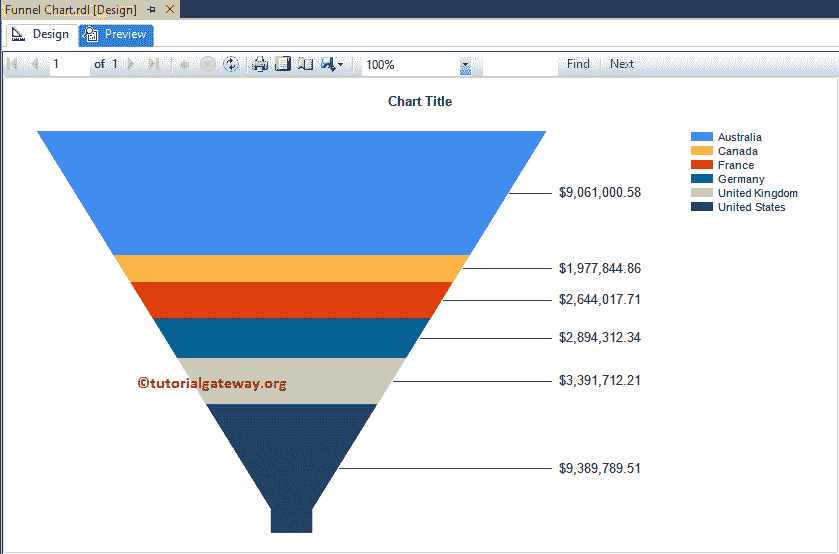 Funnel Chart.rdl [Design]
Design Preview
1 of 1 100% Find Next
Chart Title
Australia
Canada
France
Germany
United Kingdom
United States
$9,061,000.58
$1,977,844.86
$2,644,017.71
$2,894,312.34
$3,391,712.21
©tutorialgateway.org
$9,389,789.51